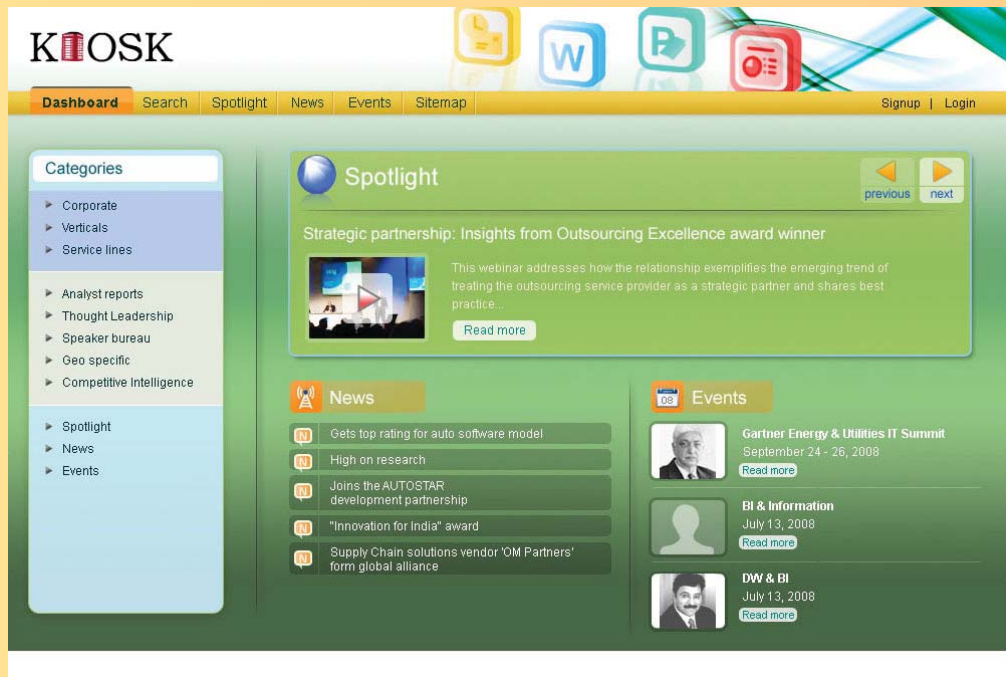 KIOSK
Dashboard Search Spotlight News Events Sitemap
Signup | Login
Categories
Corporate
Verticals
Service lines
Analyst reports
Thought Leadership
Speaker bureau
Geo specific
Competitive Intelligence
Spotlight
News
Events
Spotlight
previous next
Strategic partnership: Insights from Outsourcing Excellence award winner
This webinar addresses how the relationship exemplifies the emerging trend of
treating the outsourcing service provider as a strategic partner and shares best
practice...
Read more
News
N Gets top rating for auto software model
N High on research
N Joins the AUTOSTAR
development partnership
N "Innovation for India" award
N Supply Chain solutions vendor 'OM Partners'
form global alliance
08 Events
Gartner Energy & Utilities IT Summit
September 24 - 26, 2008
Read more
BI & Information
July 13, 2008
Read more
DW & BI
July 13, 2008
Read more
W
P